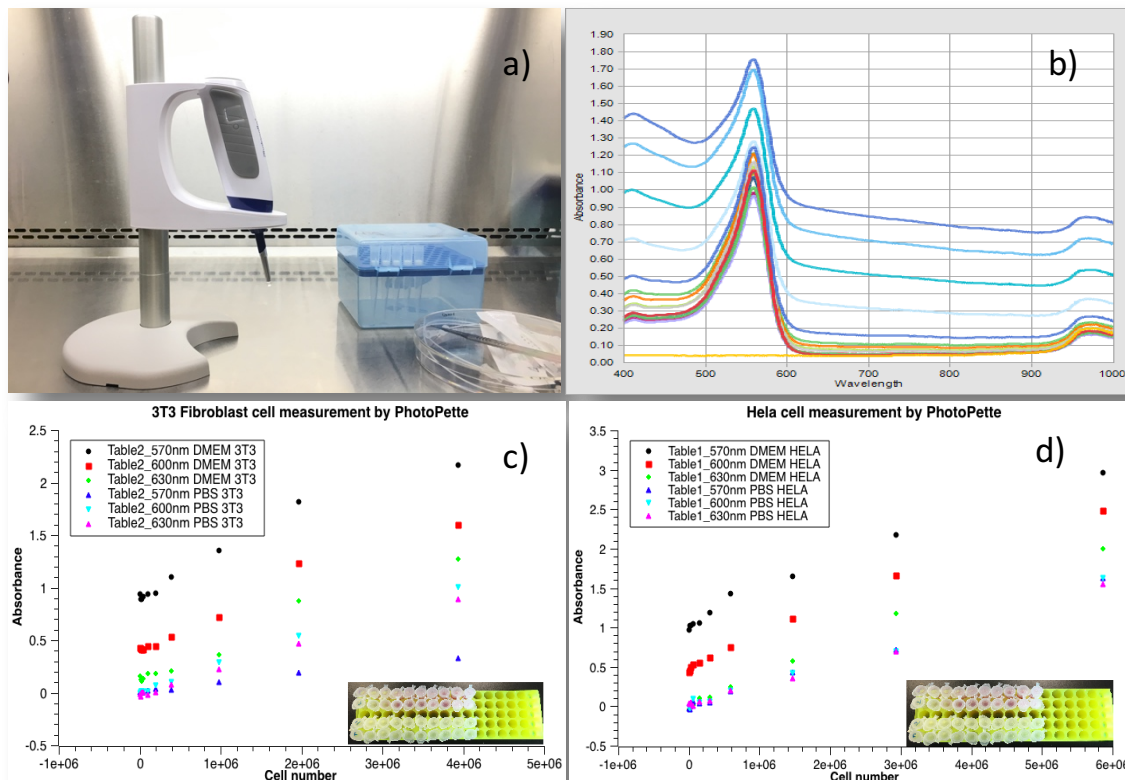 a)
b)
1.90
1.80
1.70
1.60
1.50
1.40
1.30
1.20
1.10
1.00
0.90
0.80
0.70
0.60
0.50
0.40
0.30
0.20
0.10
0.00
Absorbance
400 500 600 700 800 900 1000
Wavelength
3T3 Fibroblast cell measurement by PhotoPette
c)
Table2_570nm DMEM 3T3
Table2_600nm DMEM 3T3
Table2_630nm DMEM 3T3
Table2_570nm PBS 3T3
Table2_600nm PBS 3T3
Table2_630nm PBS 3T3
2.5
2
1.5
1
0.5
0
-0.5
Absorbance
-1e+06 0 1e+06 2e+06 3e+06 4e+06 5e+06
Cell number
Hela cell measurement by PhotoPette
d)
Table1_570nm DMEM HELA
Table1_600nm DMEM HELA
Table1_630nm DMEM HELA
Table1_570nm PBS HELA
Table1_600nm PBS HELA
Table1_630nm PBS HELA
3.5
3
2.5
2
1.5
1
0.5
0
-0.5
Absorbance
-1e+06 0 1e+06 2e+06 3e+06 4e+06 5e+06 6e+06
Cell number